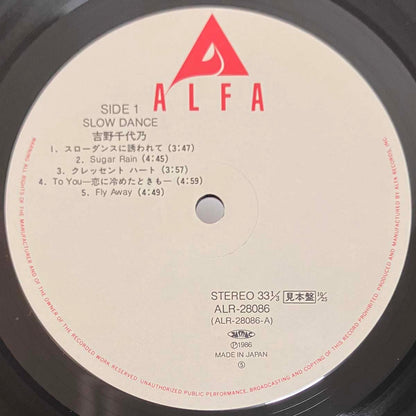 ALFA
SIDE 1
SLOW DANCE
吉野千代乃
1. スローダンスに誘われて (3:47)
2. Sugar Rain (4:45)
3. クレッセント ハート (3:57)
4. To You—恋に冷めたときも— (4:59)
5. Fly Away (4:49)
STEREO 33⅓ 見本盤
ALR-28086
(ALR-28086-A)
Ⓟ1986
MADE IN JAPAN
WARNING: ALL RIGHTS OF THE MANUFACTURER AND OF THE OWNER OF THE RECORDED WORK RESERVED. UNAUTHORIZED PUBLIC PERFORMANCE, BROADCASTING AND COPYING OF THIS RECORD PROHIBITED. PRODUCED AND MANUFACTURED BY ALFA RECORDS, INC.